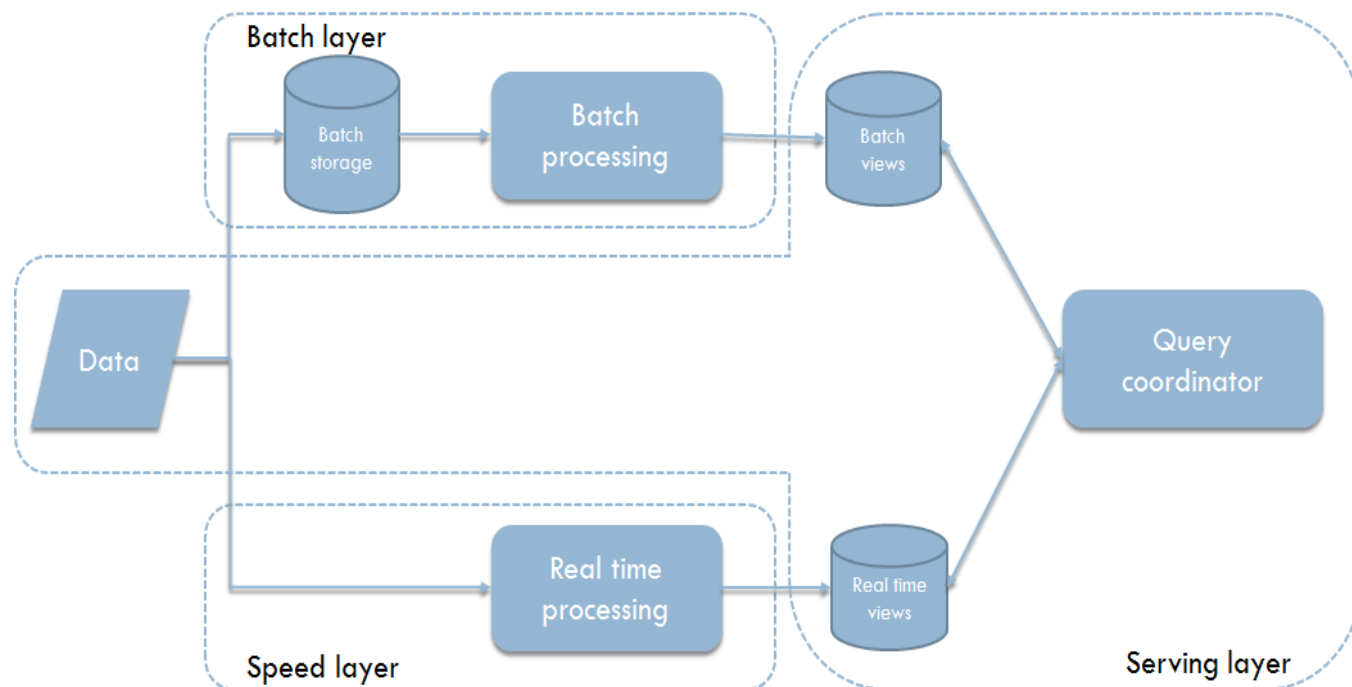 Batch layer
Batch
storage
Batch
processing
Batch
views
Data
Query
coordinator
Real time
processing
Real time
views
Speed layer
Serving layer